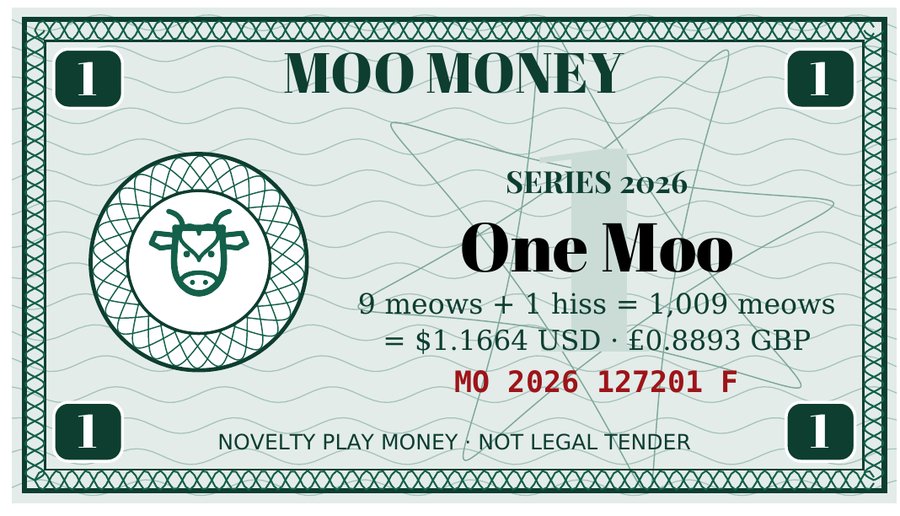 1 MOO MONEY 1
1
SERIES 2026
One Moo
9 meows + 1 hiss = 1,009 meows
= $1.1664 USD · £0.8893 GBP
MO 2026 127201 F
1 NOVELTY PLAY MONEY · NOT LEGAL TENDER 1